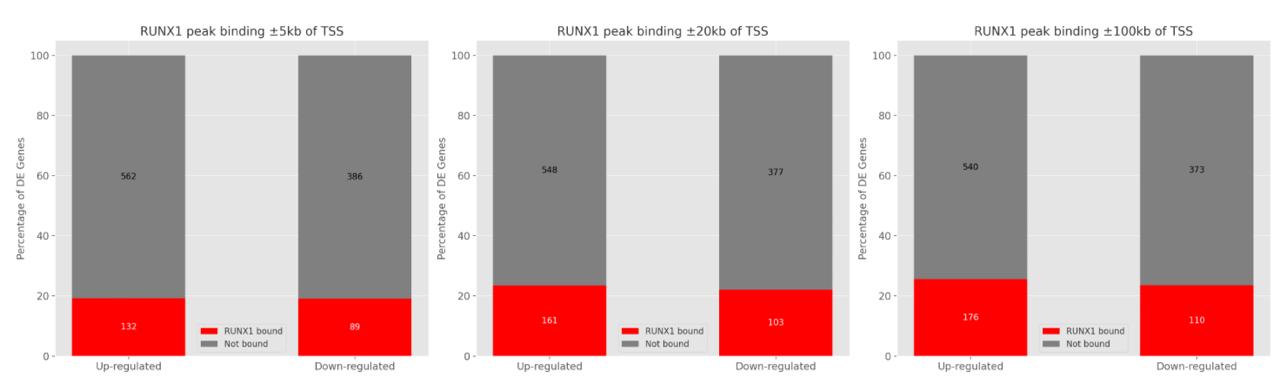 RUNX1 peak binding ±5kb of TSS
Percentage of DE Genes
100
80
60
40
20
0
562
386
132
89
RUNX1 bound
Not bound
Up-regulated
Down-regulated
RUNX1 peak binding ±20kb of TSS
Percentage of DE Genes
100
80
60
40
20
0
548
377
161
103
RUNX1 bound
Not bound
Up-regulated
Down-regulated
RUNX1 peak binding ±100kb of TSS
Percentage of DE Genes
100
80
60
40
20
0
540
373
176
110
RUNX1 bound
Not bound
Up-regulated
Down-regulated